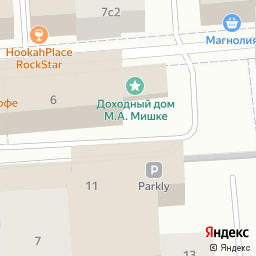 7с2
HookahPlace
RockStar
Магнолия
офе
6
Доходный дом
М.А. Мишке
11
P
Parkly
7
13
Яндекс
Яндекс